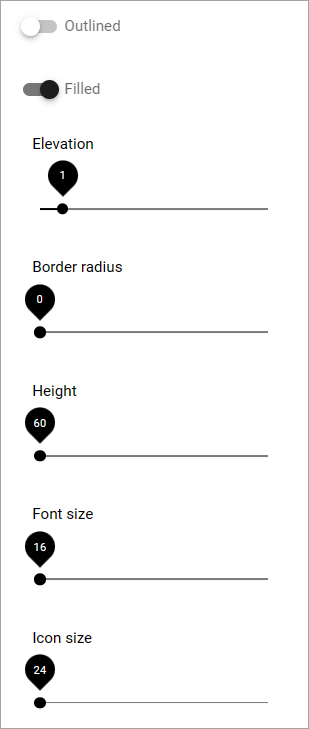 Outlined
Filled
Elevation
1
Border radius
0
Height
60
Font size
16
Icon size
24